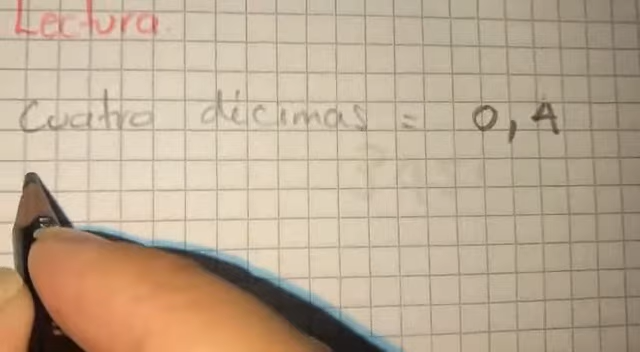 Lectura.
Cuatro décimas = 0,4